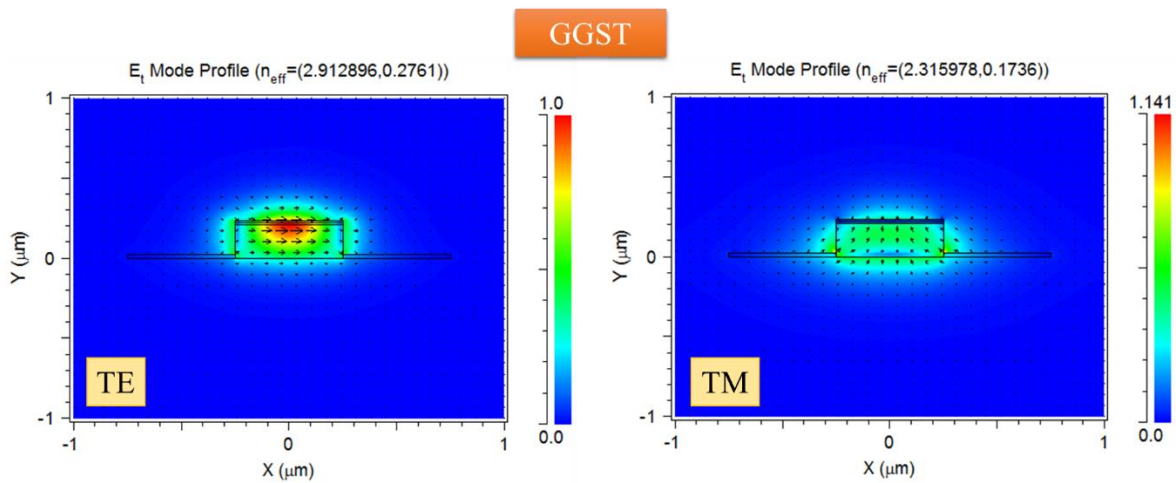 GGST
E_t Mode Profile (n_eff=(2.912896,0.2761))
1
0
-1
Y (μm)
-1
0
1
X (μm)
1.0
0.0
TE
E_t Mode Profile (n_eff=(2.315978,0.1736))
1
0
-1
Y (μm)
-1
0
1
X (μm)
1.141
0.0
TM